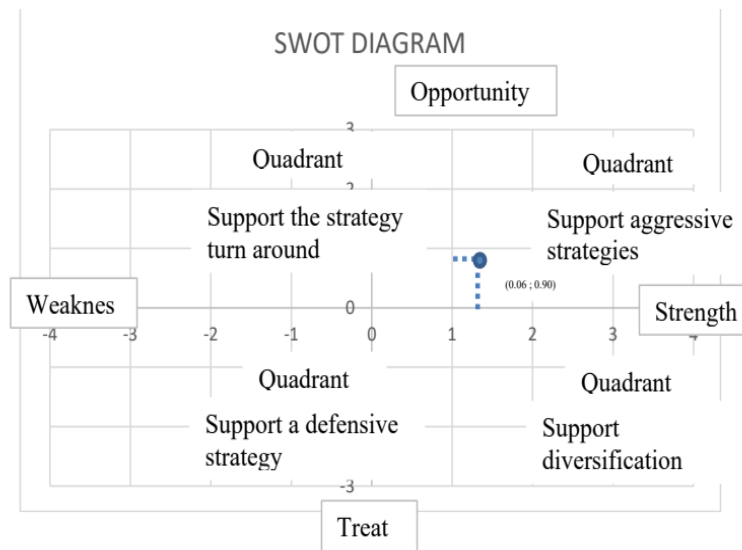 SWOT DIAGRAM
Opportunity
3
Quadrant
Quadrant
2
Support the strategy
turn around
Support aggressive
strategies
(0.06 ; 0.90)
Weaknes
0
Strength
-4 -3 -2 -1 0 1 2 3 4
Quadrant
Quadrant
Support a defensive
strategy
Support
diversification
-3
Treat